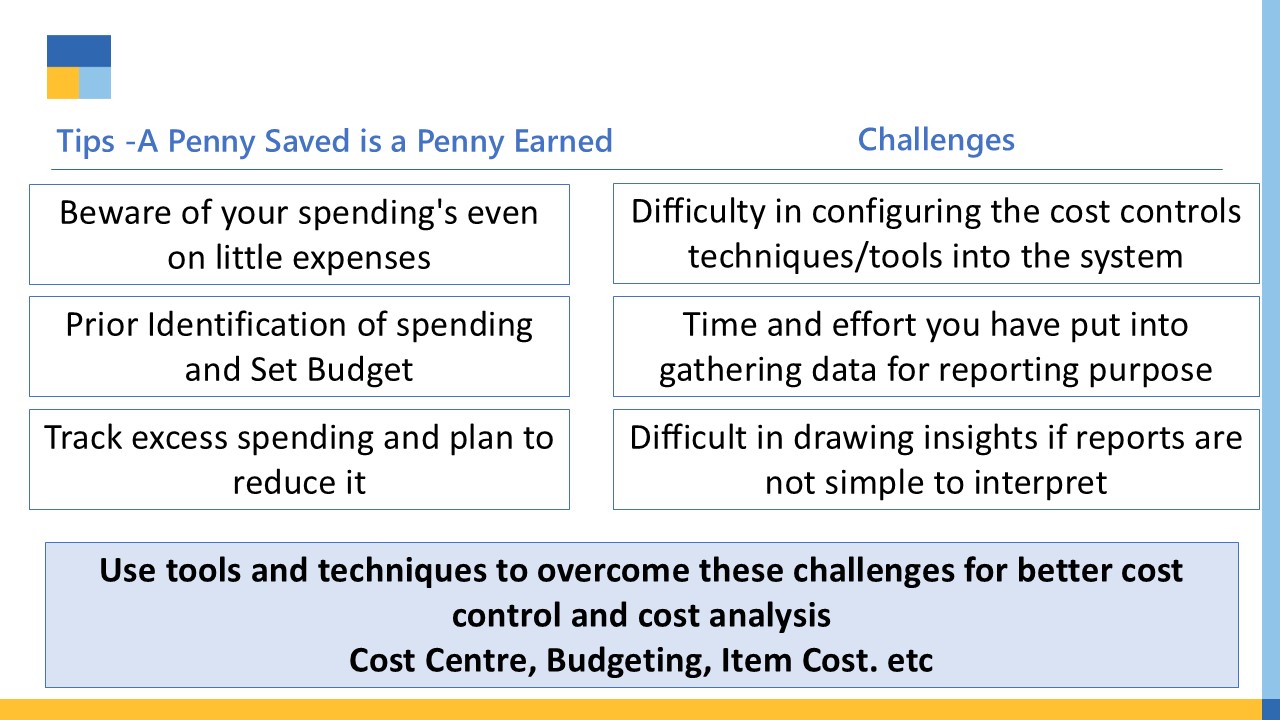 Tips -A Penny Saved is a Penny Earned
Challenges
Beware of your spending's even
on little expenses
Difficulty in configuring the cost controls
techniques/tools into the system
Prior Identification of spending
and Set Budget
Time and effort you have put into
gathering data for reporting purpose
Track excess spending and plan to
reduce it
Difficult in drawing insights if reports are
not simple to interpret
Use tools and techniques to overcome these challenges for better cost
control and cost analysis
Cost Centre, Budgeting, Item Cost. etc